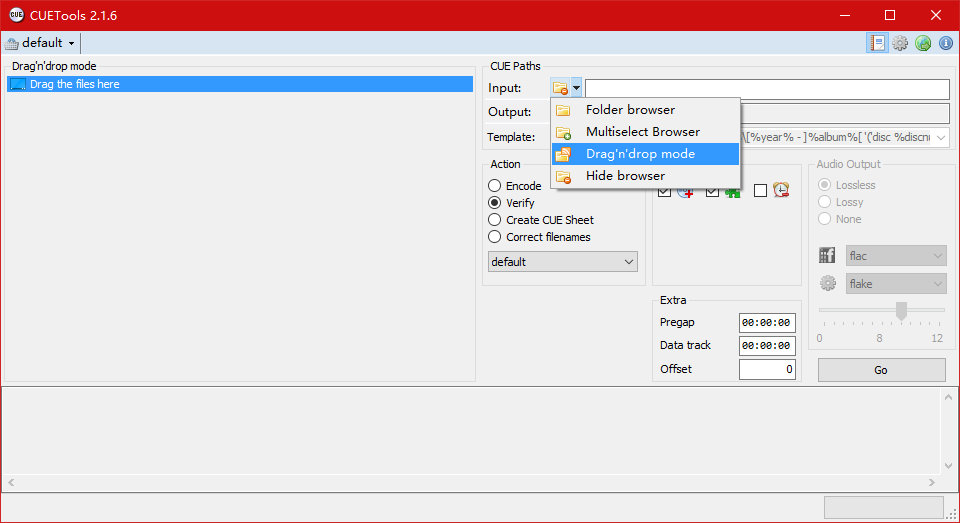 CUE CUETools 2.1.6
default
Drag'n'drop mode
Drag the files here
CUE Paths
Input:
Folder browser
Output:
Multiselect Browser
Template:
Drag'n'drop mode
\[%year% - ]%album%[ '('disc %discnu
Hide browser
Action
Encode
Verify
Create CUE Sheet
Correct filenames
default
Extra
Pregap 00:00:00
Data track 00:00:00
Offset 0
Audio Output
Lossless
Lossy
None
flac
flake
0 8 12
Go